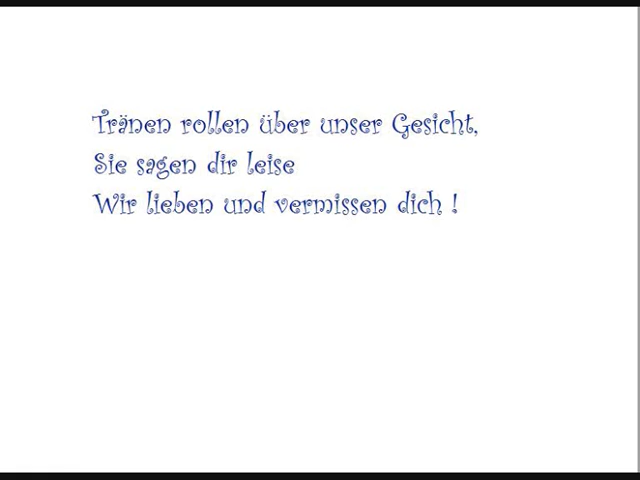 Tränen rollen über unser Gesicht,
Sie sagen dir leise
Wir lieben und vermissen dich !